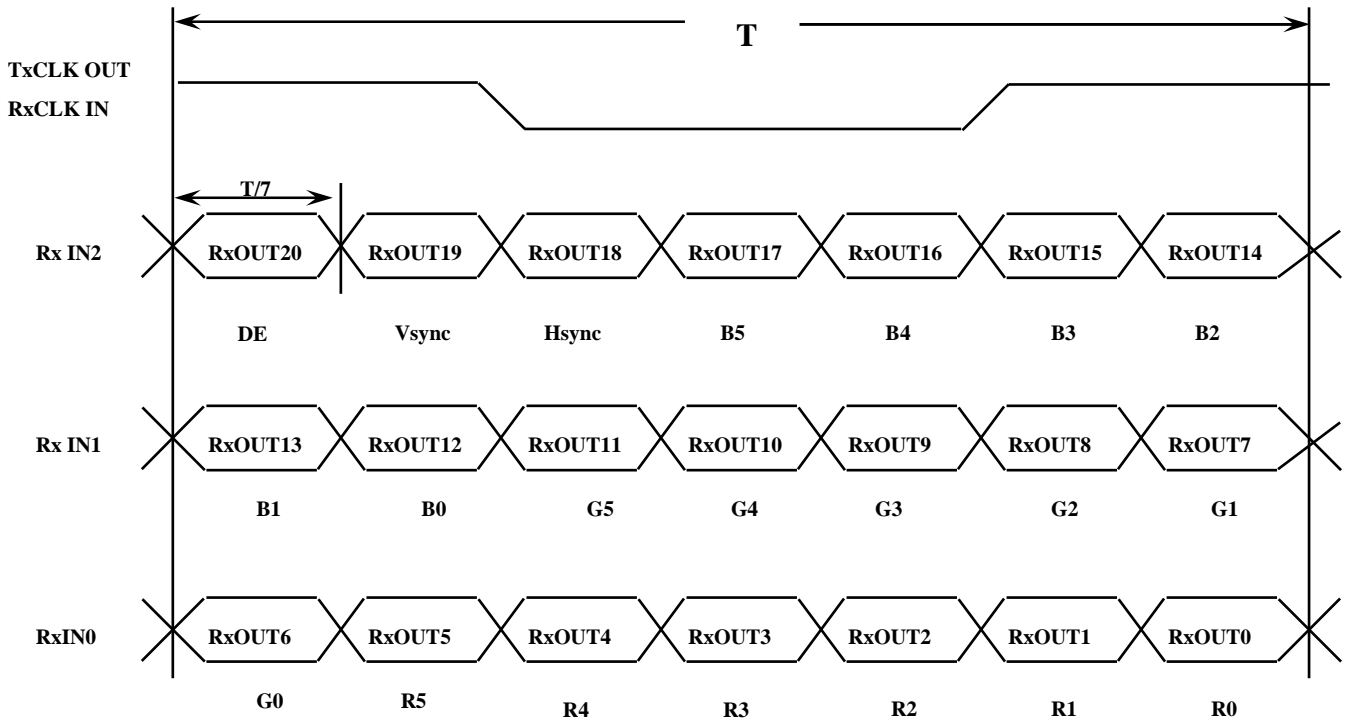 T
TxCLK OUT
RxCLK IN
T/7
Rx IN2 RxOUT20 RxOUT19 RxOUT18 RxOUT17 RxOUT16 RxOUT15 RxOUT14
DE Vsync Hsync B5 B4 B3 B2
Rx IN1 RxOUT13 RxOUT12 RxOUT11 RxOUT10 RxOUT9 RxOUT8 RxOUT7
B1 B0 G5 G4 G3 G2 G1
RxIN0 RxOUT6 RxOUT5 RxOUT4 RxOUT3 RxOUT2 RxOUT1 RxOUT0
G0 R5 R4 R3 R2 R1 R0